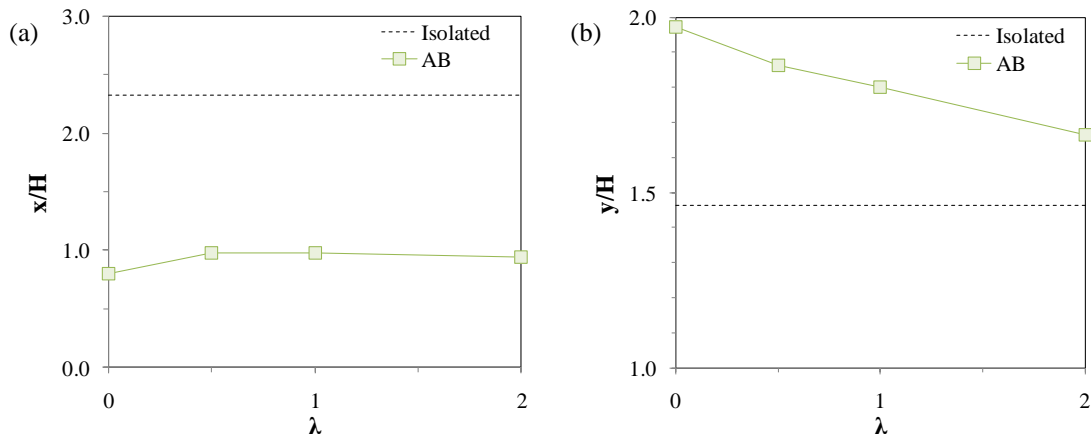 (a)
3.0
2.0
1.0
0.0
x/H
0
1
2
λ
Isolated
AB
(b)
2.0
1.5
1.0
y/H
0
1
2
λ
Isolated
AB